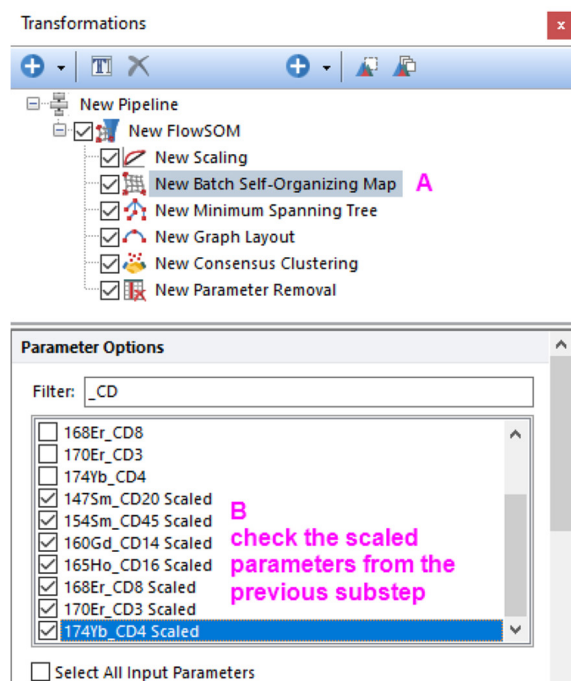 Transformations
x
New Pipeline
New FlowSOM
New Scaling
New Batch Self-Organizing Map A
New Minimum Spanning Tree
New Graph Layout
New Consensus Clustering
New Parameter Removal
Parameter Options
Filter: _CD
168Er_CD8
170Er_CD3
174Yb_CD4
147Sm_CD20 Scaled
154Sm_CD45 Scaled
160Gd_CD14 Scaled
165Ho_CD16 Scaled
168Er_CD8 Scaled
170Er_CD3 Scaled
174Yb_CD4 Scaled
B
check the scaled
parameters from the
previous substep
Select All Input Parameters